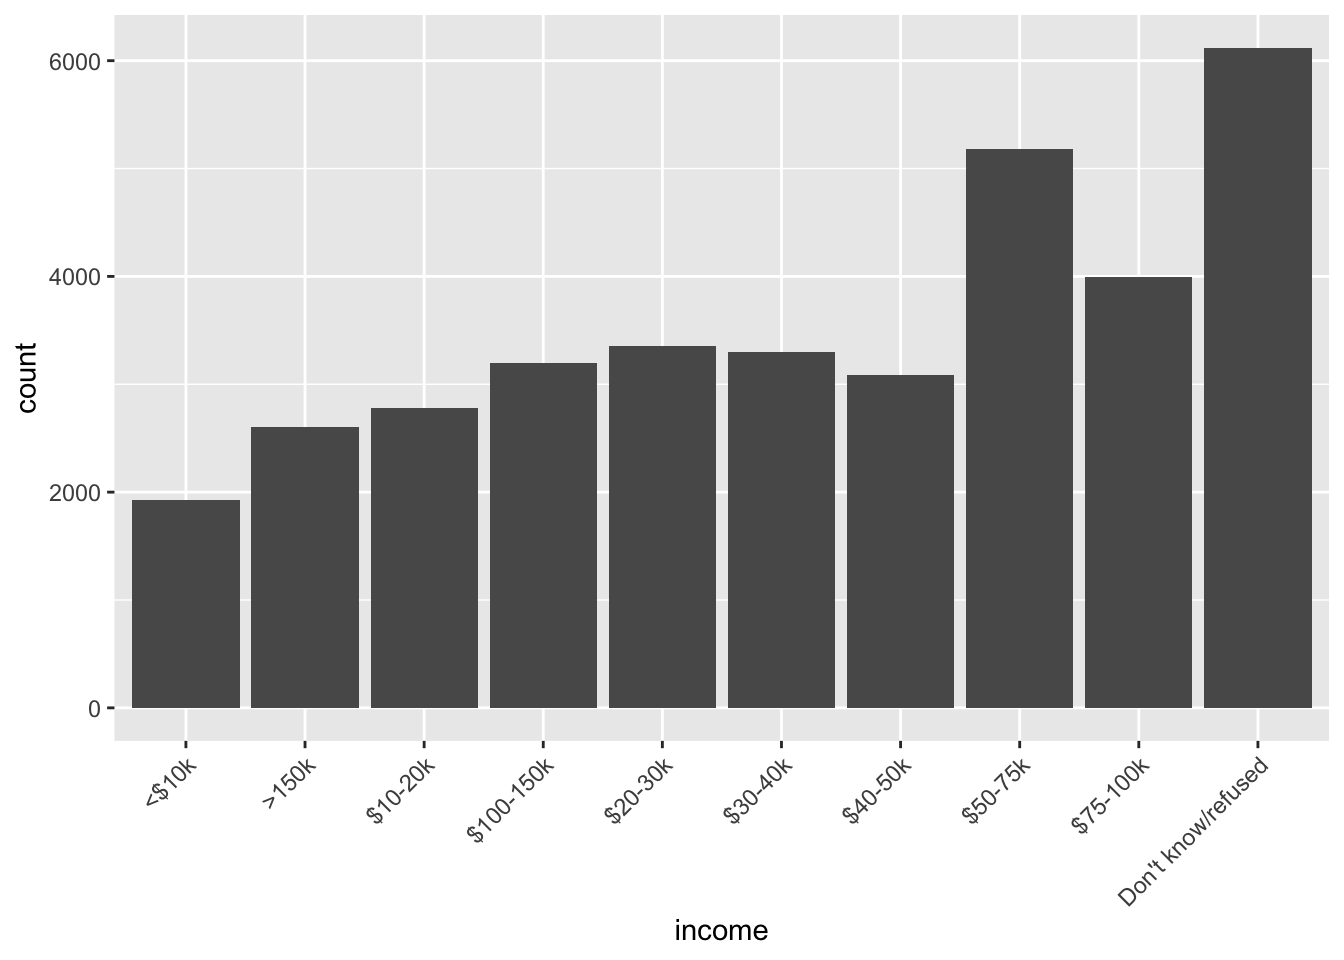 6000
4000
2000
0
count
<$10k
>150k
$10-20k
$100-150k
$20-30k
$30-40k
$40-50k
$50-75k
$75-100k
Don't know/refused
income